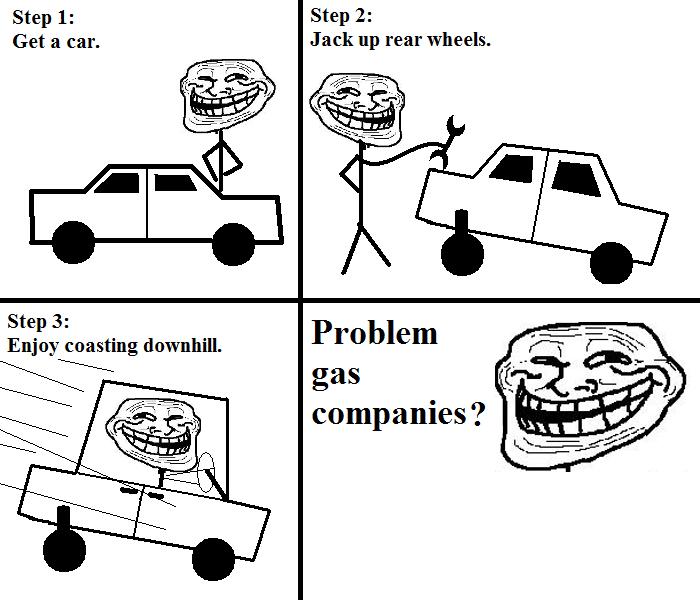 Step 1:
Get a car.
Step 2:
Jack up rear wheels.
Step 3:
Enjoy coasting downhill.
Problem
gas
companies?